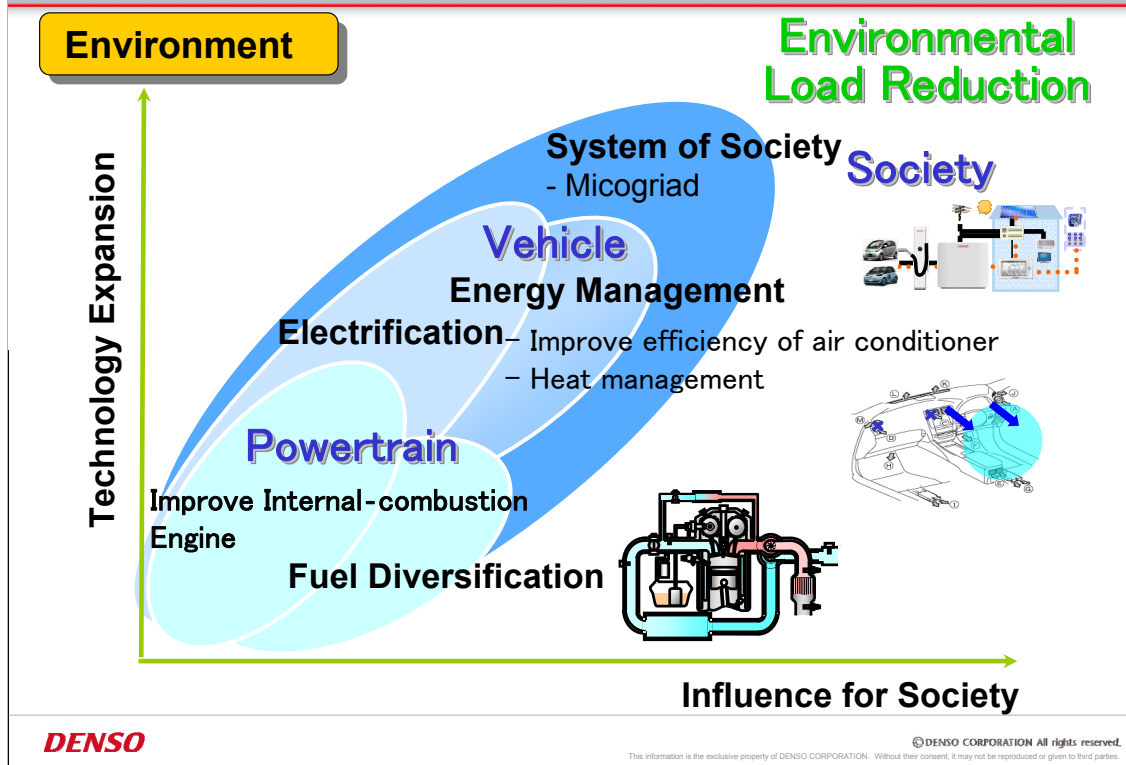 Environment
Environmental
Load Reduction
System of Society
- Micogriad
Society
Vehicle
Energy Management
Electrification
- Improve efficiency of air conditioner
- Heat management
Powertrain
Improve Internal-combustion
Engine
Fuel Diversification
Technology Expansion
Influence for Society
L
K
J
M
A
C
D
F
H
E
G
I
DENSO
©DENSO CORPORATION All rights reserved.
This information is the exclusive property of DENSO CORPORATION. Without their consent, it may not be reproduced or given to third parties.